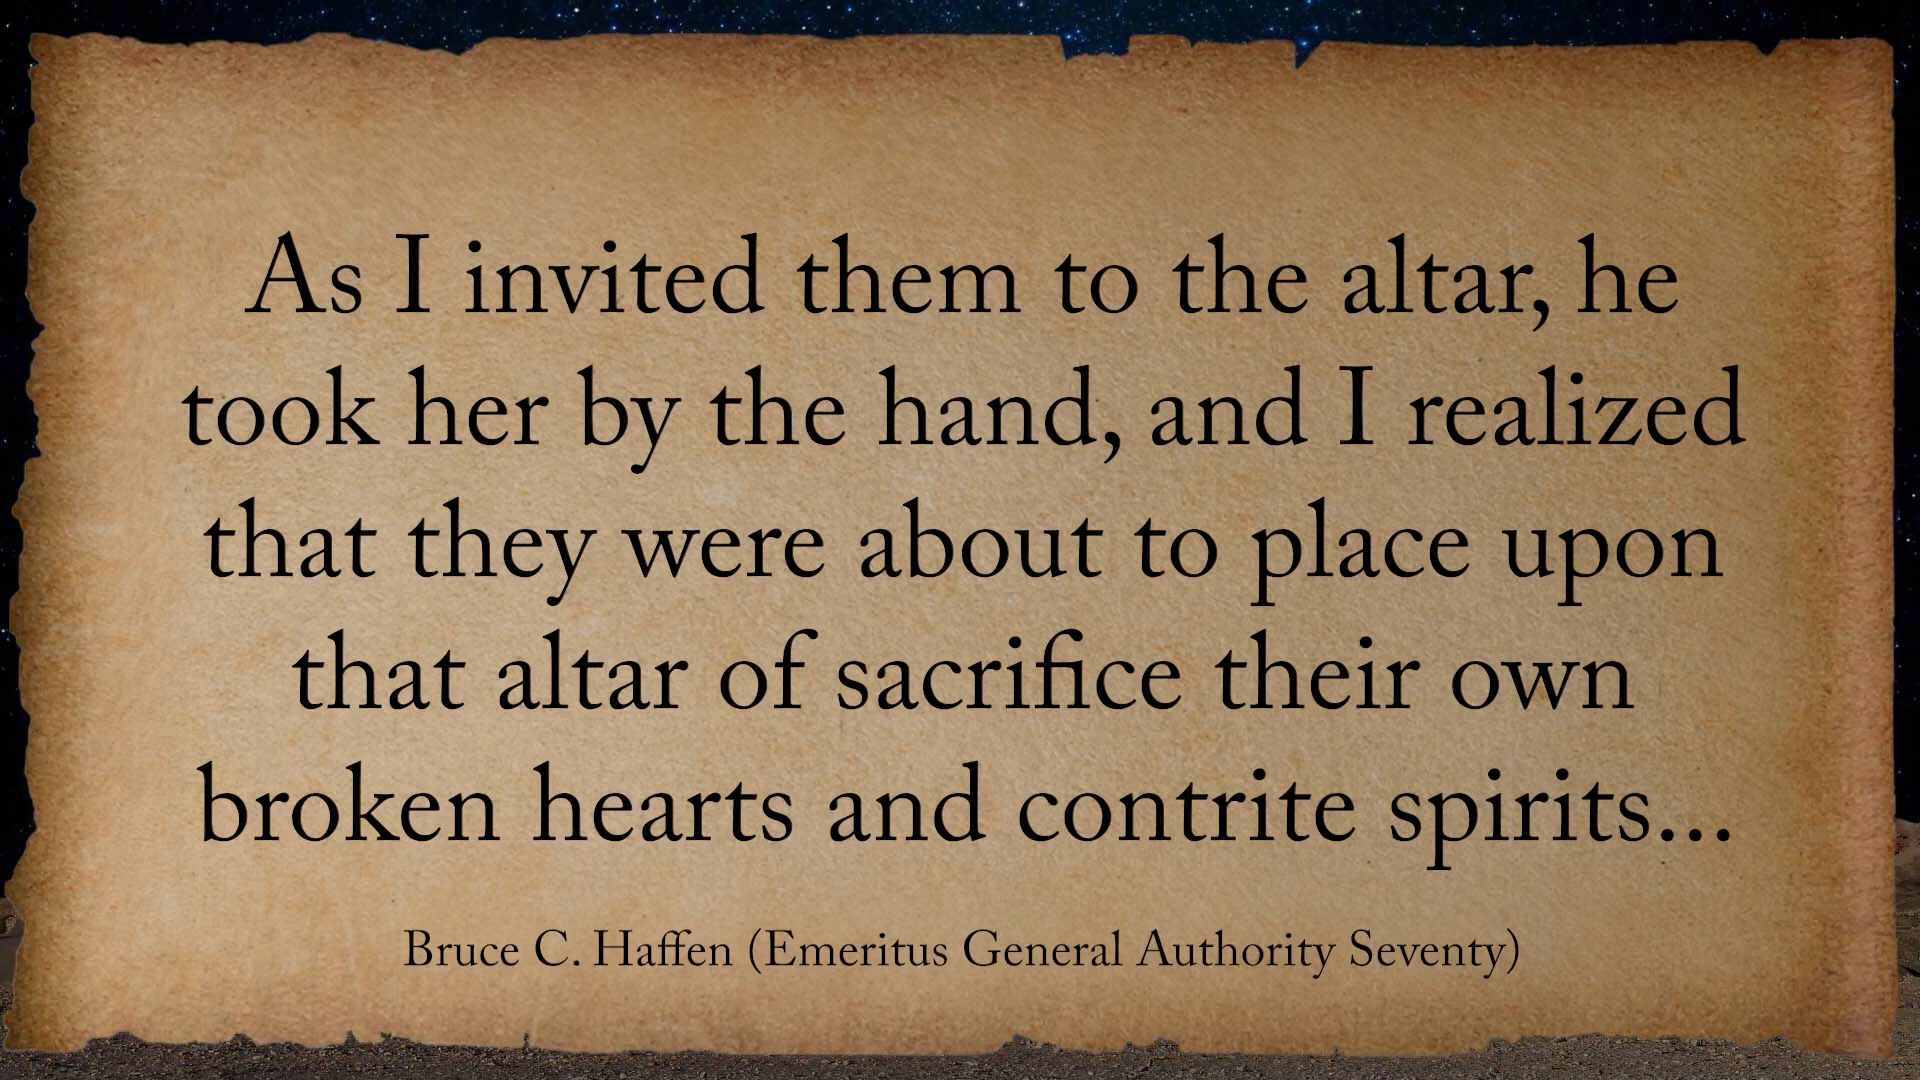 As I invited them to the altar, he
took her by the hand, and I realized
that they were about to place upon
that altar of sacrifice their own
broken hearts and contrite spirits...
Bruce C. Haffen (Emeritus General Authority Seventy)